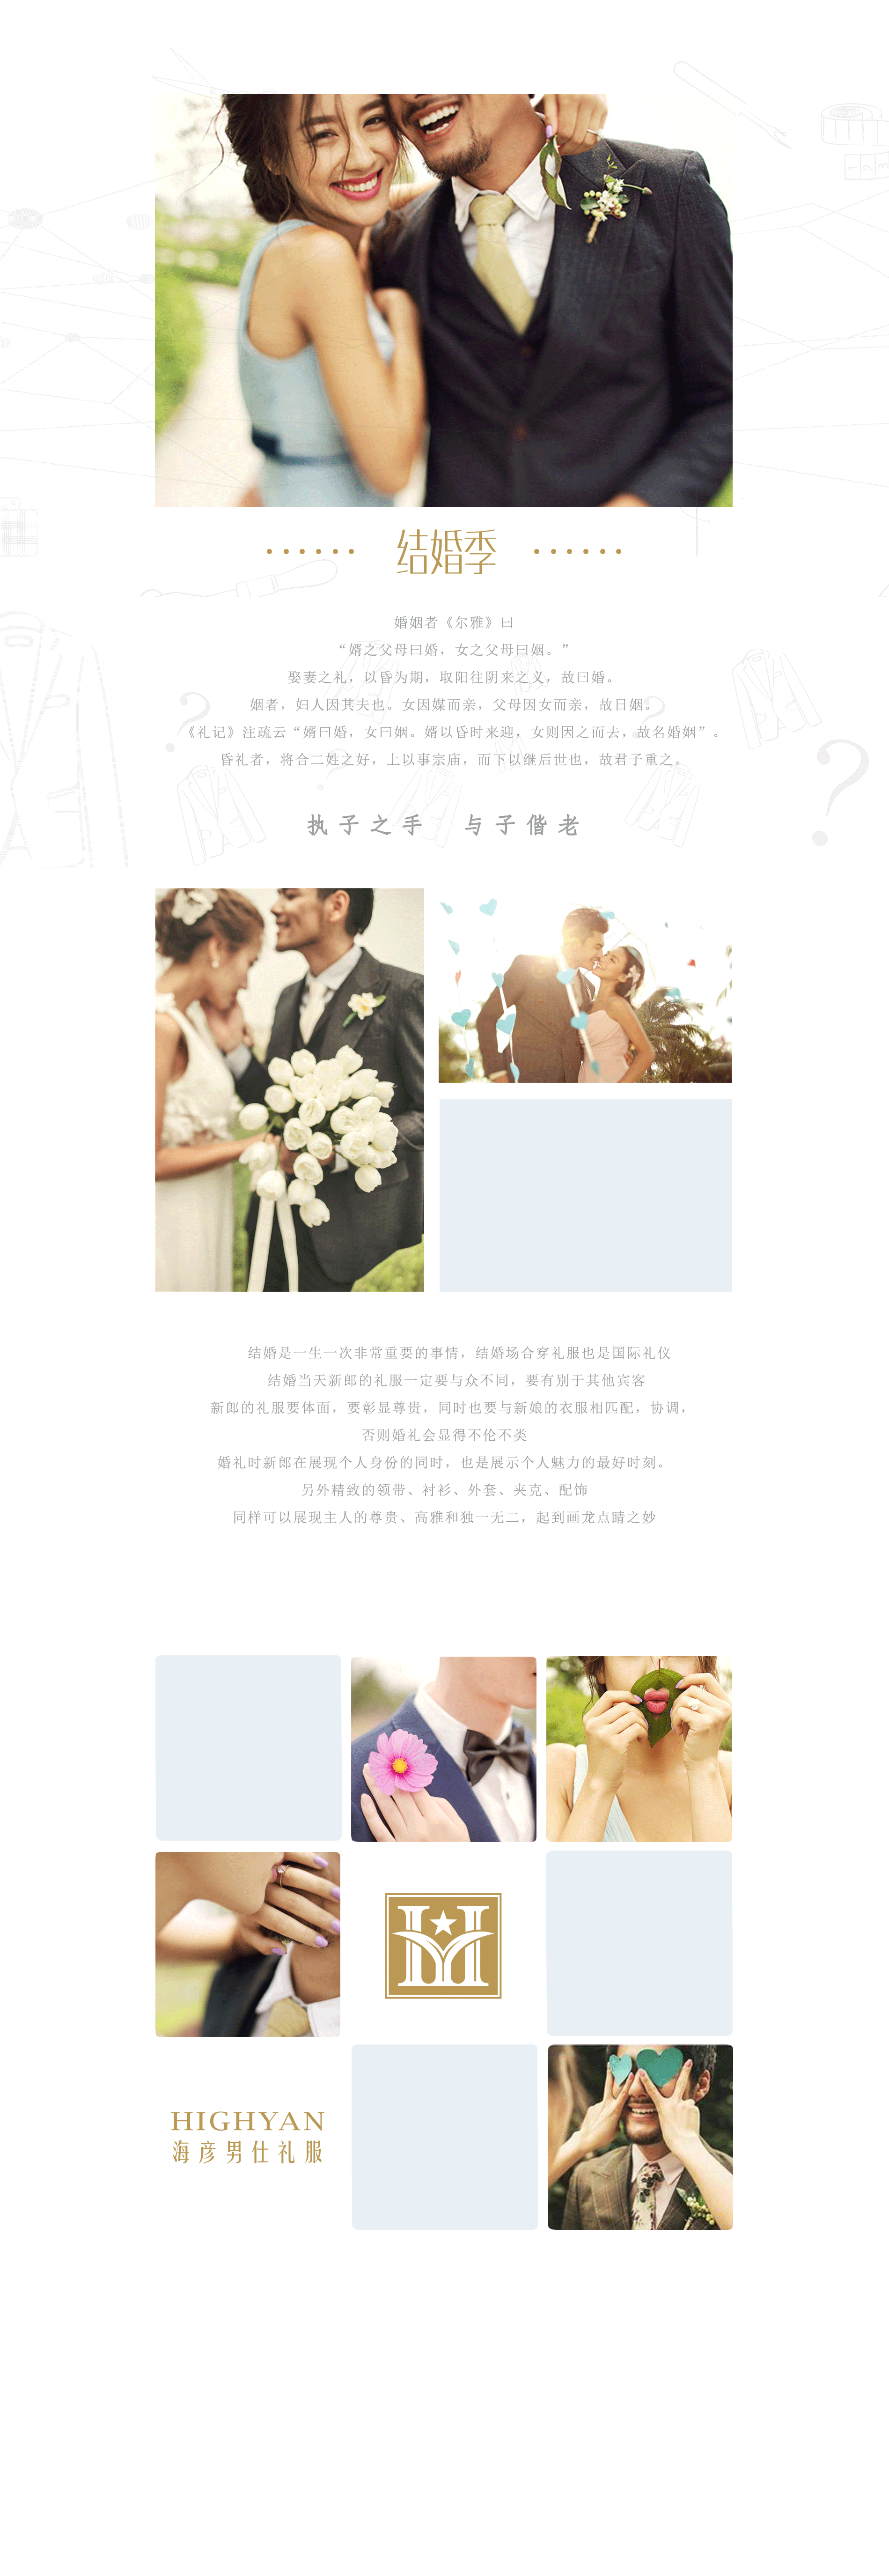 结婚季
婚姻者《尔雅》曰
“婿之父母曰婚，女之父母曰姻。”
娶妻之礼，以昏为期，取阳往阴来之义，故曰婚。
姻者，妇人因其夫也。女因媒而亲，父母因女而亲，故日姻。
《礼记》注疏云“婿曰婚，女曰姻。婿以昏时来迎，女则因之而去，故名婚姻”。
昏礼者，将合二姓之好，上以事宗庙，而下以继后世也，故君子重之。
执子之手 与子偕老
结婚是一生一次非常重要的事情，结婚场合穿礼服也是国际礼仪
结婚当天新郎的礼服一定要与众不同，要有别于其他宾客
新郎的礼服要体面，要彰显尊贵，同时也要与新娘的衣服相匹配，协调，
否则婚礼会显得不伦不类
婚礼时新郎在展现个人身份的同时，也是展示个人魅力的最好时刻。
另外精致的领带、衬衫、外套、夹克、配饰
同样可以展现主人的尊贵、高雅和独一无二，起到画龙点睛之妙
HIGHYAN
海彦男仕礼服